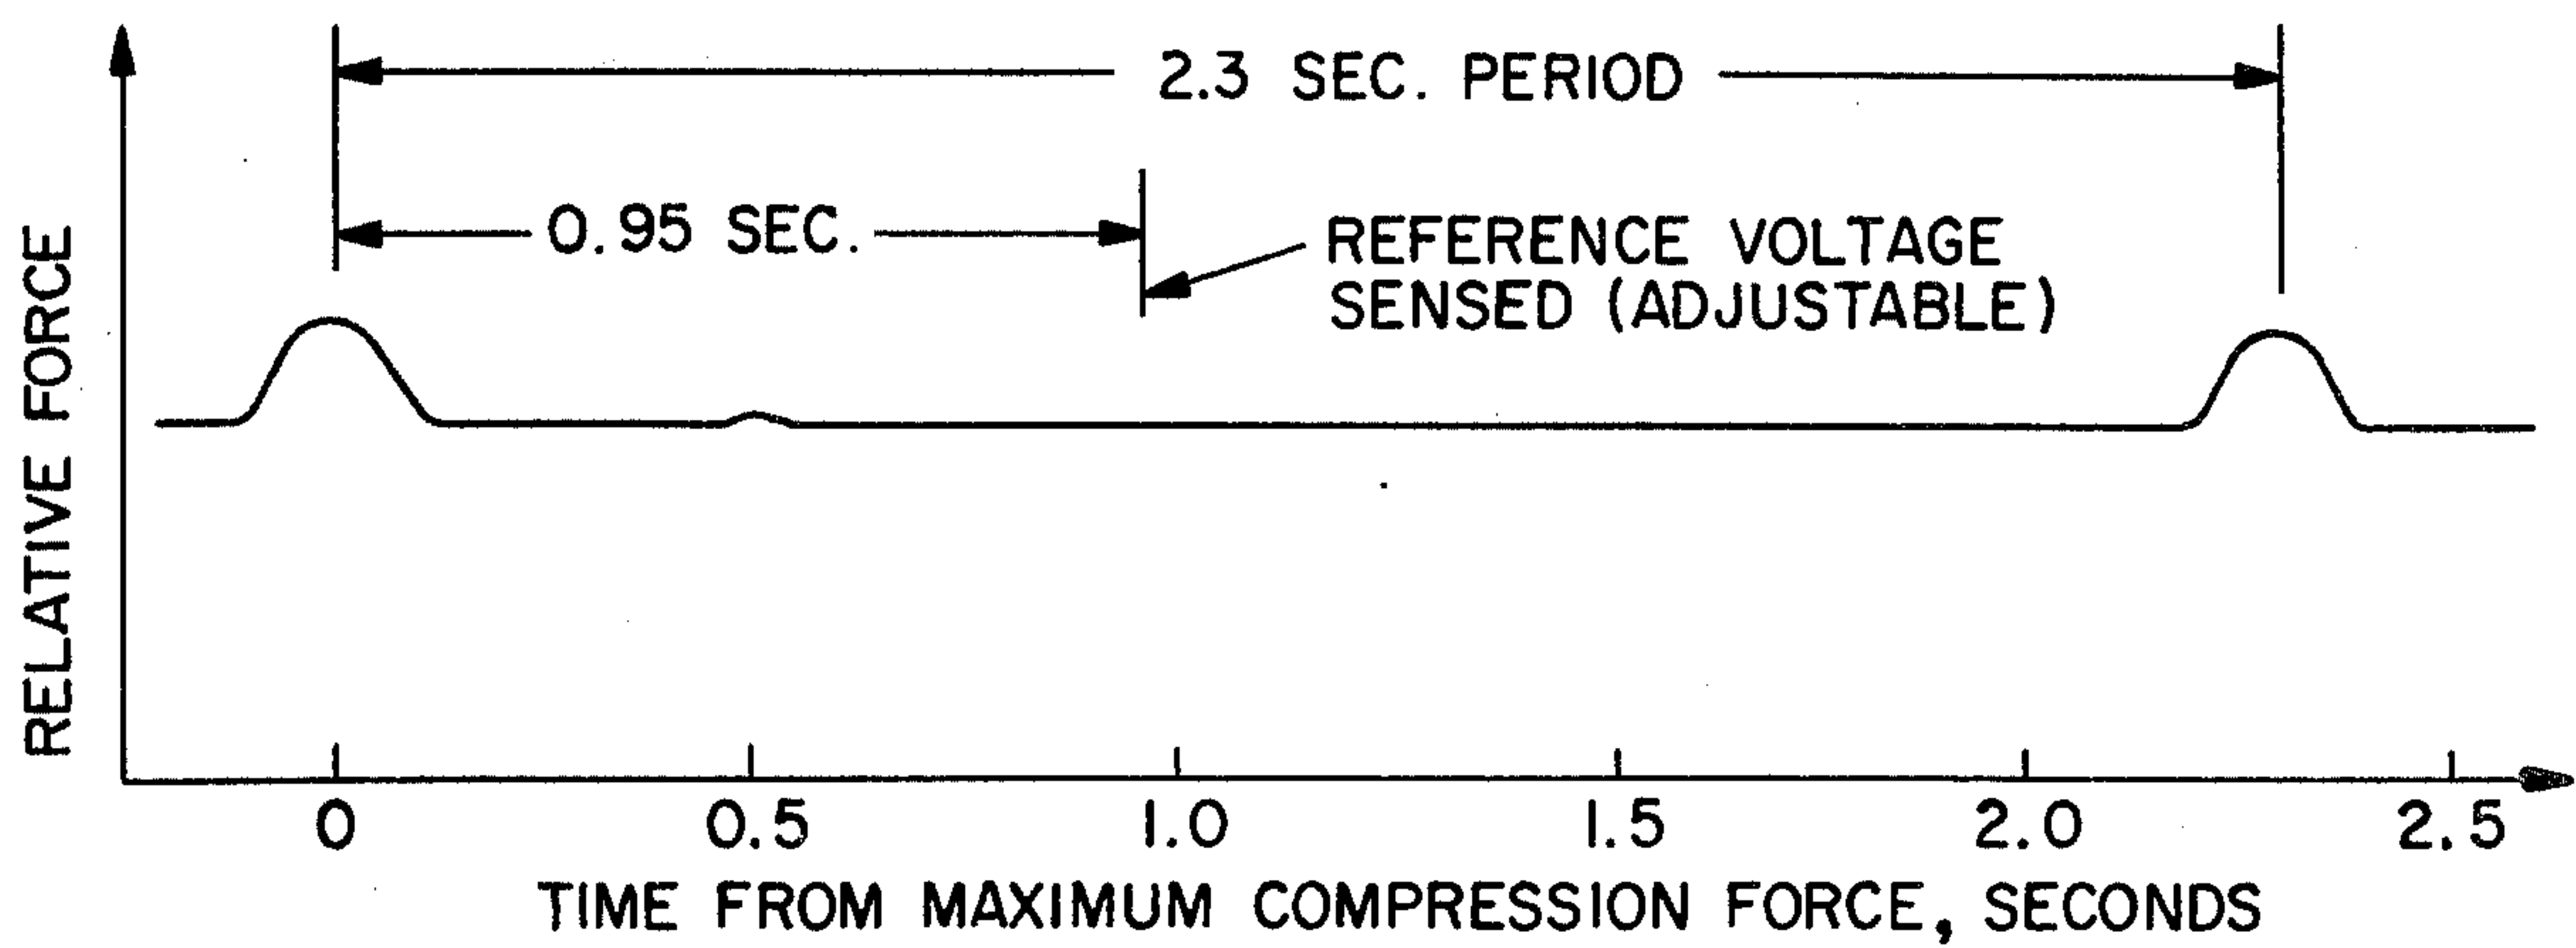 2.3 SEC. PERIOD
0.95 SEC.
REFERENCE VOLTAGE
SENSED (ADJUSTABLE)
RELATIVE FORCE
0
0.5
1.0
1.5
2.0
2.5
TIME FROM MAXIMUM COMPRESSION FORCE, SECONDS